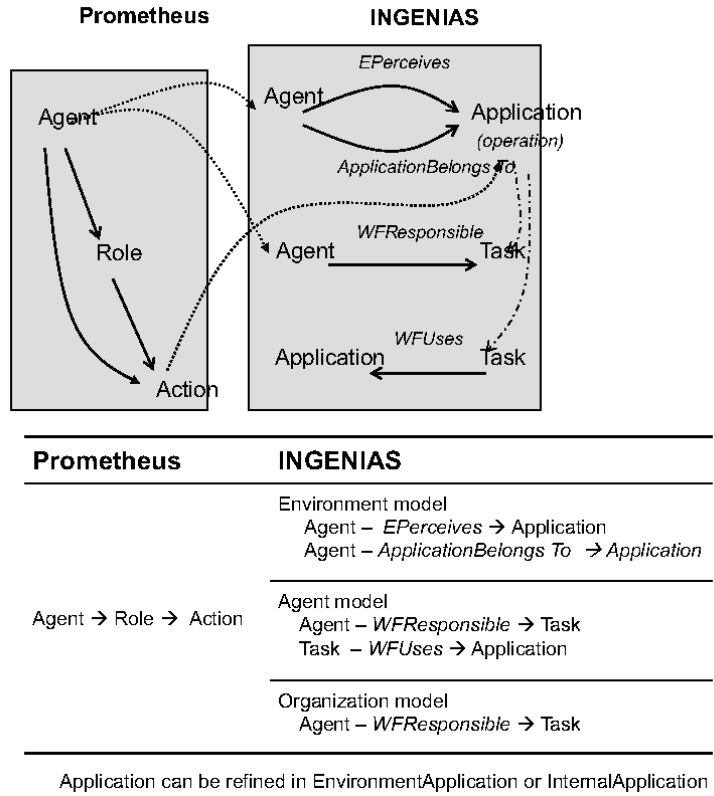 Prometheus INGENIAS
EPerceives
Agent Agent Application
(operation)
ApplicationBelongs To
Role Agent WFResponsible Task
Action Application WFUses Task
Prometheus INGENIAS
Environment model
Agent – EPerceives → Application
Agent – ApplicationBelongs To → Application
Agent → Role → Action
Agent model
Agent – WFResponsible → Task
Task – WFUses → Application
Organization model
Agent – WFResponsible → Task
Application can be refined in EnvironmentApplication or InternalApplication